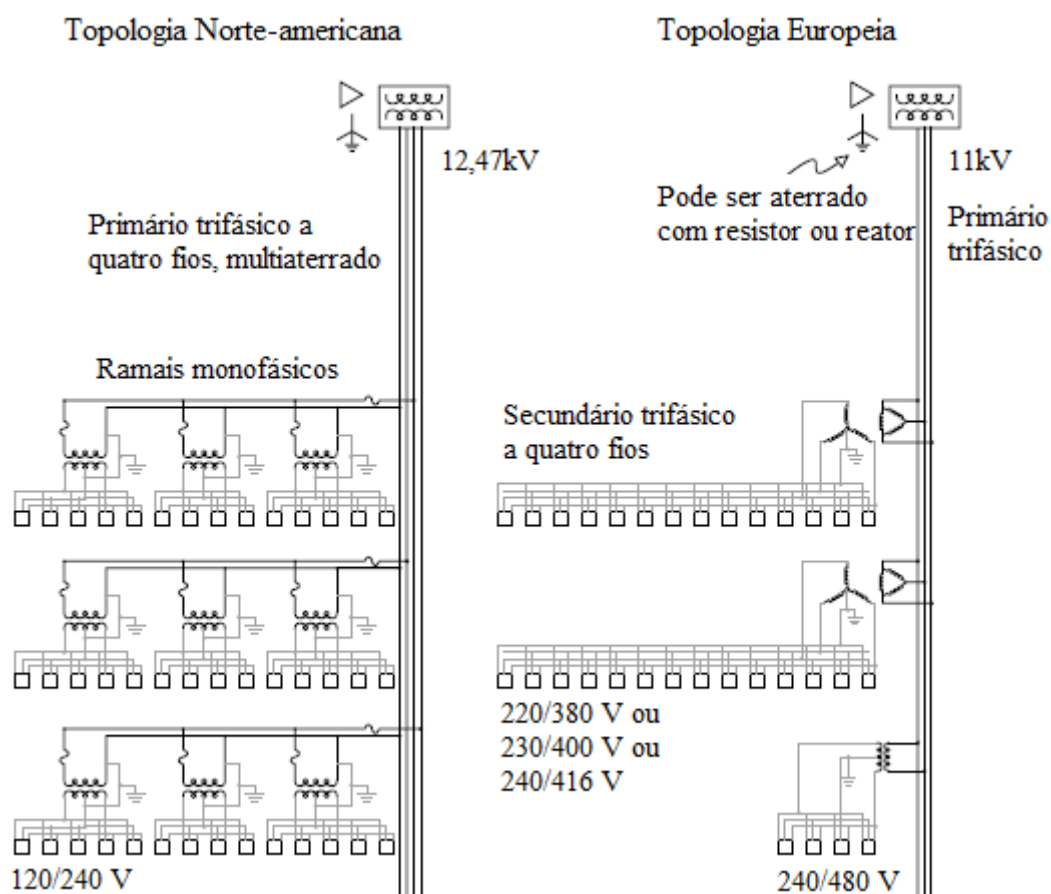 Topologia Norte-americana
12,47kV
Primário trifásico a
quatro fios, multiaterrado
Ramais monofásicos
120/240 V
Topologia Europeia
11kV
Pode ser aterrado
com resistor ou reator
Primário
trifásico
Secundário trifásico
a quatro fios
220/380 V ou
230/400 V ou
240/416 V
240/480 V